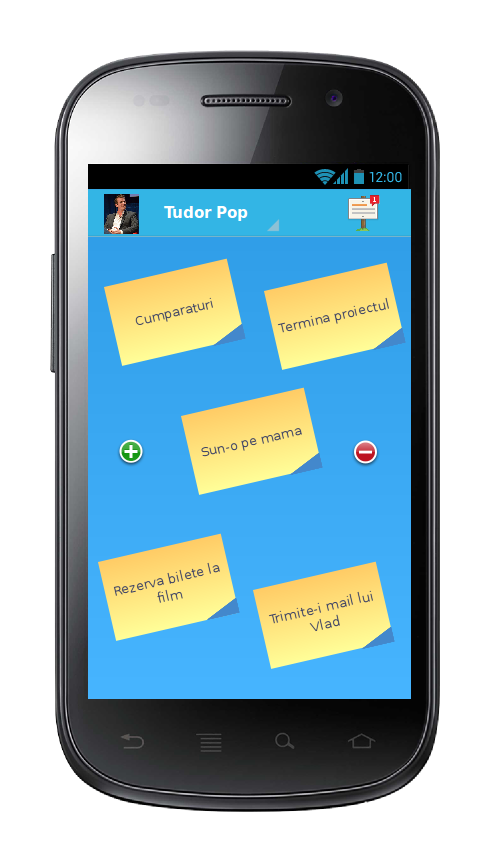 12:00
Tudor Pop
1
Cumparaturi
Termina proiectul
Sun-o pe mama
Rezerva bilete la
film
Trimite-i mail lui
Vlad